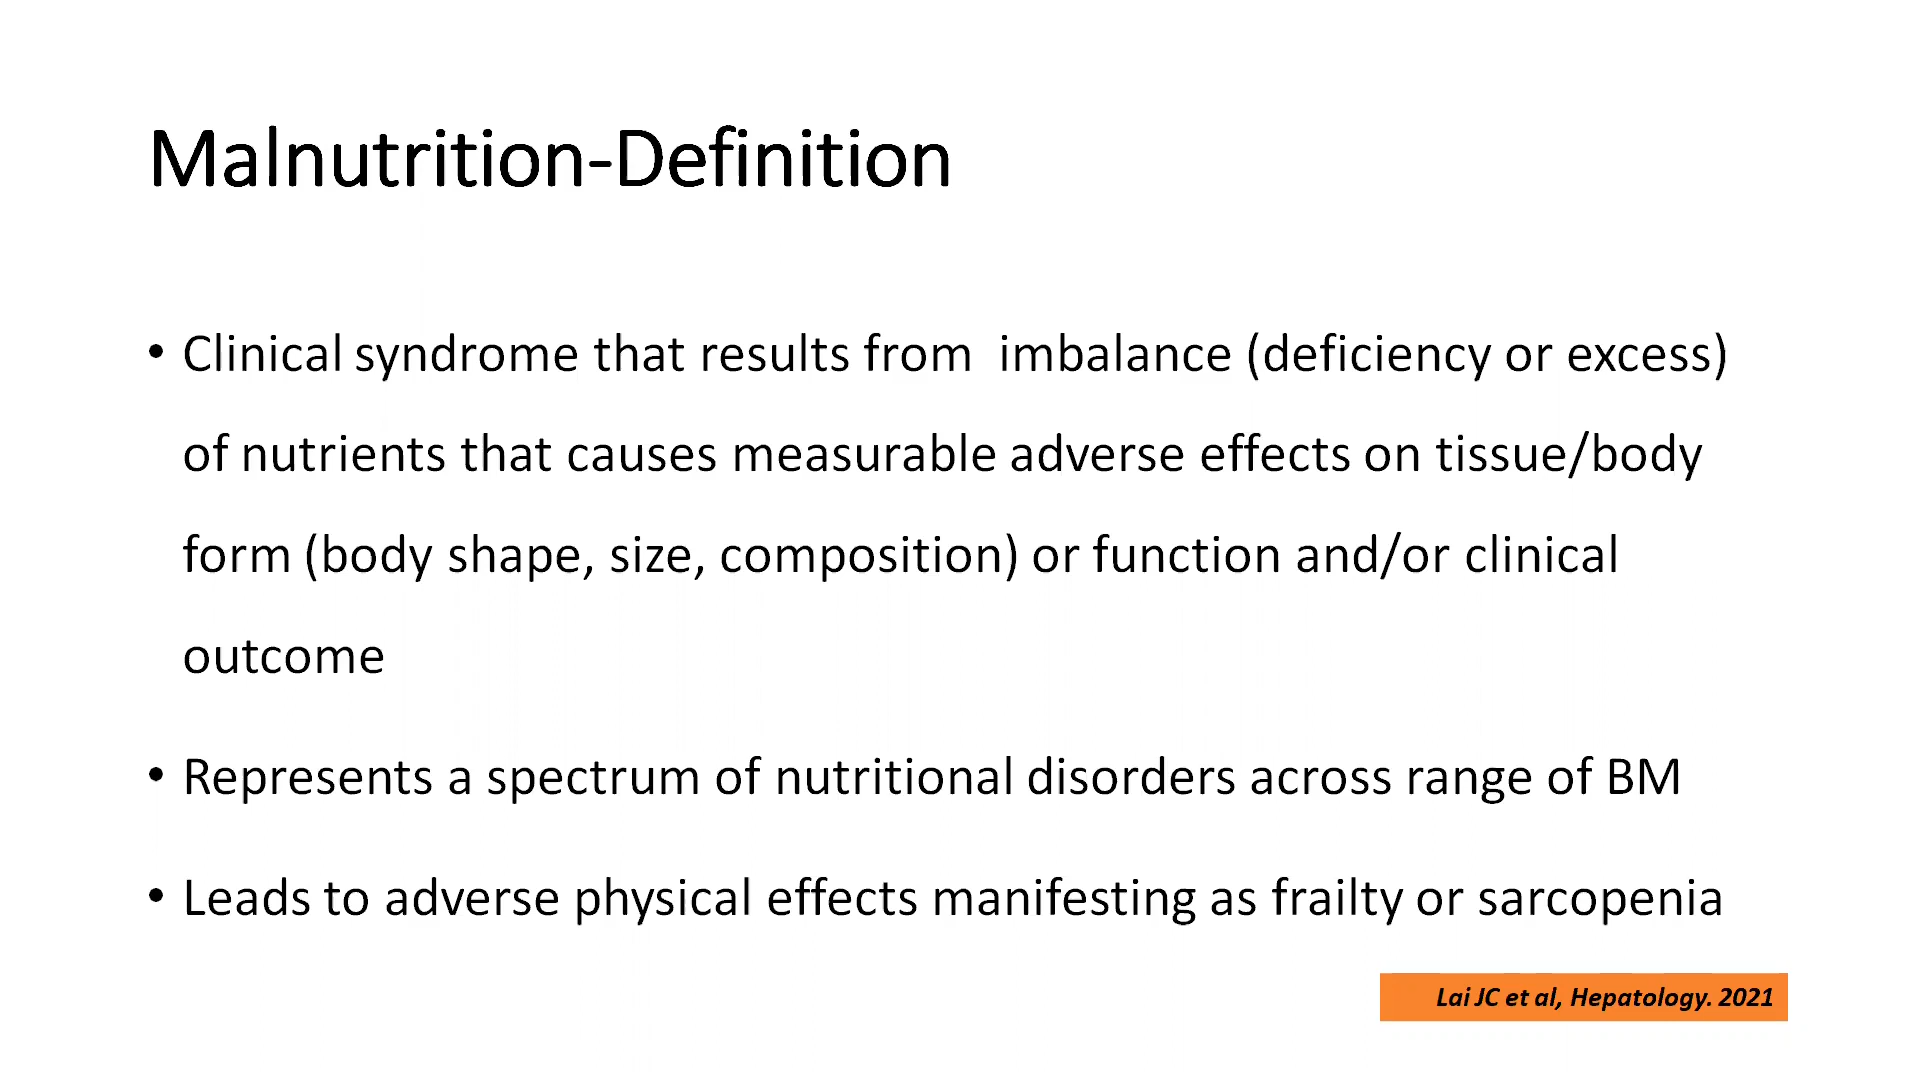 Malnutrition-Definition
• Clinical syndrome that results from imbalance (deficiency or excess)
of nutrients that causes measurable adverse effects on tissue/body
form (body shape, size, composition) or function and/or clinical
outcome
• Represents a spectrum of nutritional disorders across range of BM
• Leads to adverse physical effects manifesting as frailty or sarcopenia
Lai JC et al, Hepatology. 2021